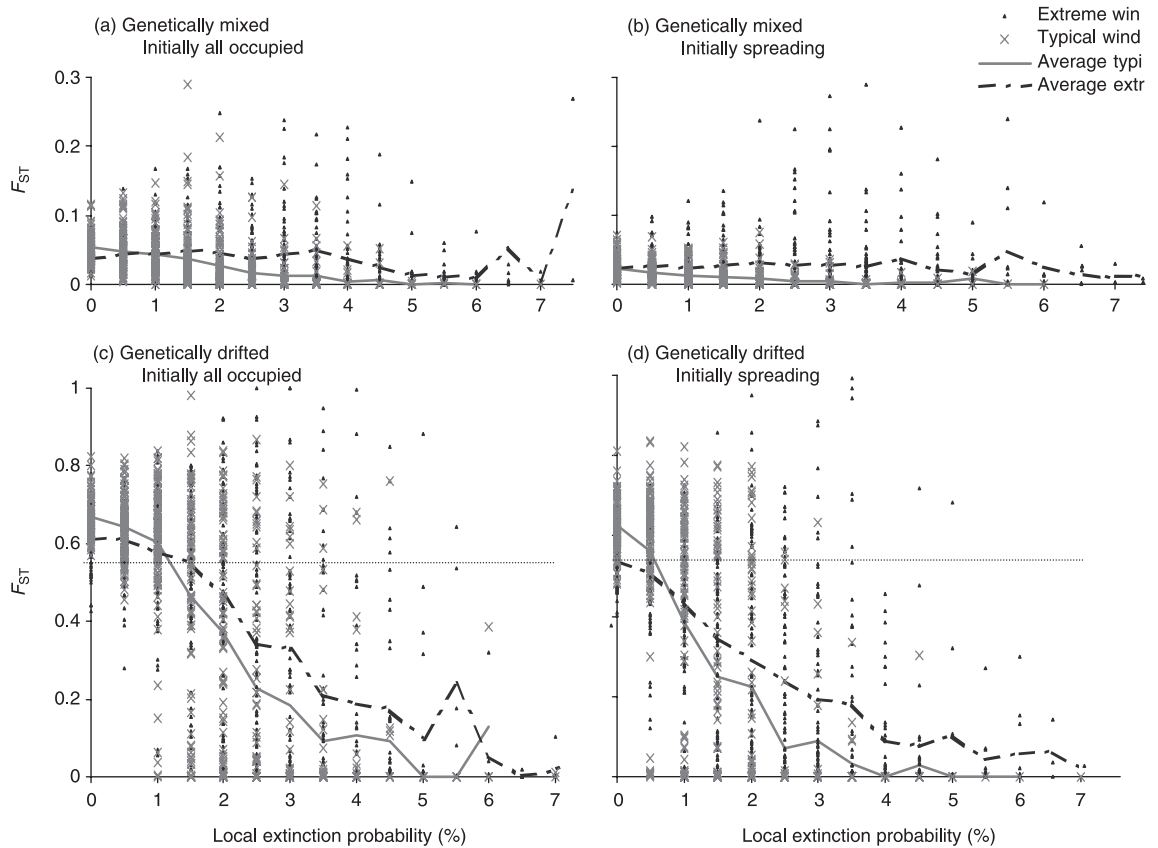 (a) Genetically mixed
Initially all occupied
(b) Genetically mixed
Initially spreading
Extreme win
Typical wind
Average typi
Average extr
0.3
0.2
0.1
0
F_ST
0 1 2 3 4 5 6 7
0 1 2 3 4 5 6 7
(c) Genetically drifted
Initially all occupied
(d) Genetically drifted
Initially spreading
1
0.8
0.6
0.4
0.2
0
F_ST
0 1 2 3 4 5 6 7
0 1 2 3 4 5 6 7
Local extinction probability (%)
Local extinction probability (%)